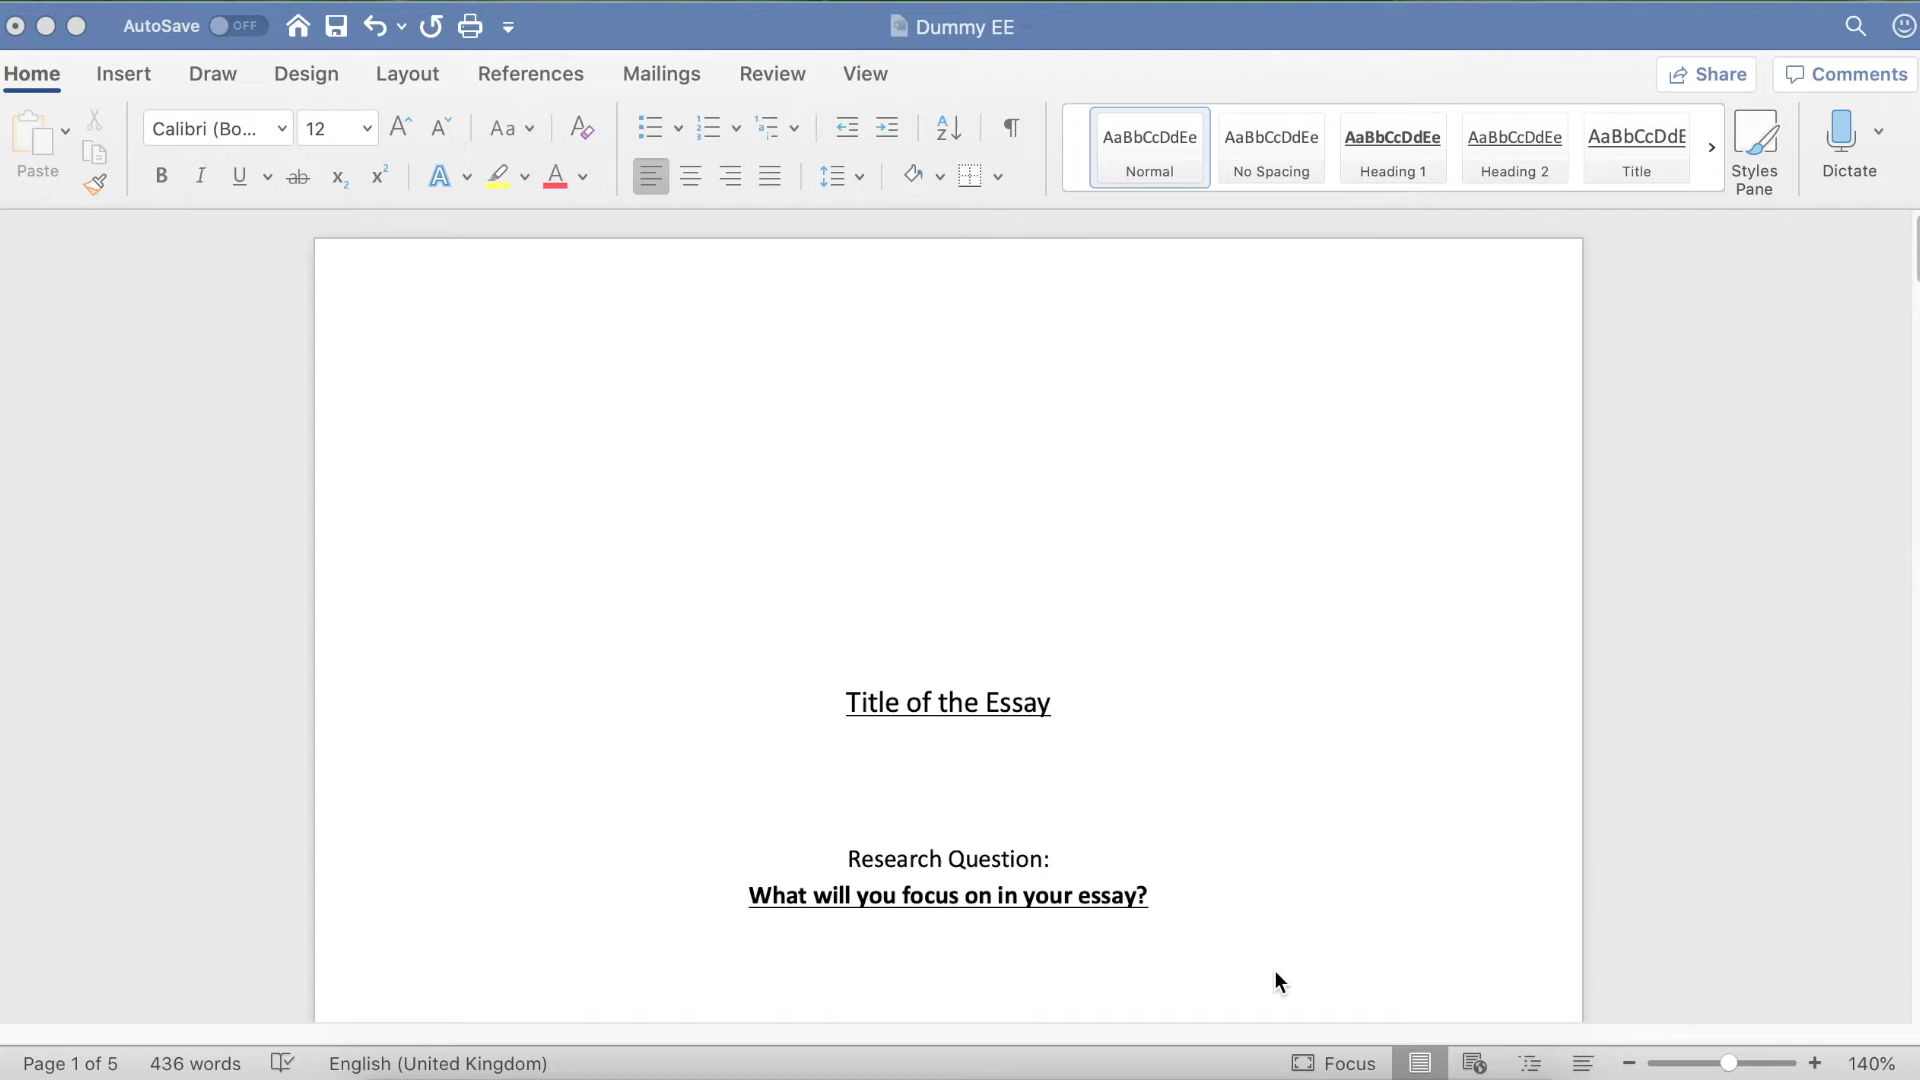 AutoSave OFF Dummy EE
Home Insert Draw Design Layout References Mailings Review View Share Comments
Calibri (Bo... 12 Aa
Paste
AaBbCcDdEe AaBbCcDdEe AaBbCcDdEe AaBbCcDdEe AaBbCcDdE
Normal No Spacing Heading 1 Heading 2 Title
Styles
Pane
Dictate
Title of the Essay
Research Question:
What will you focus on in your essay?
Page 1 of 5 436 words English (United Kingdom) Focus 140%